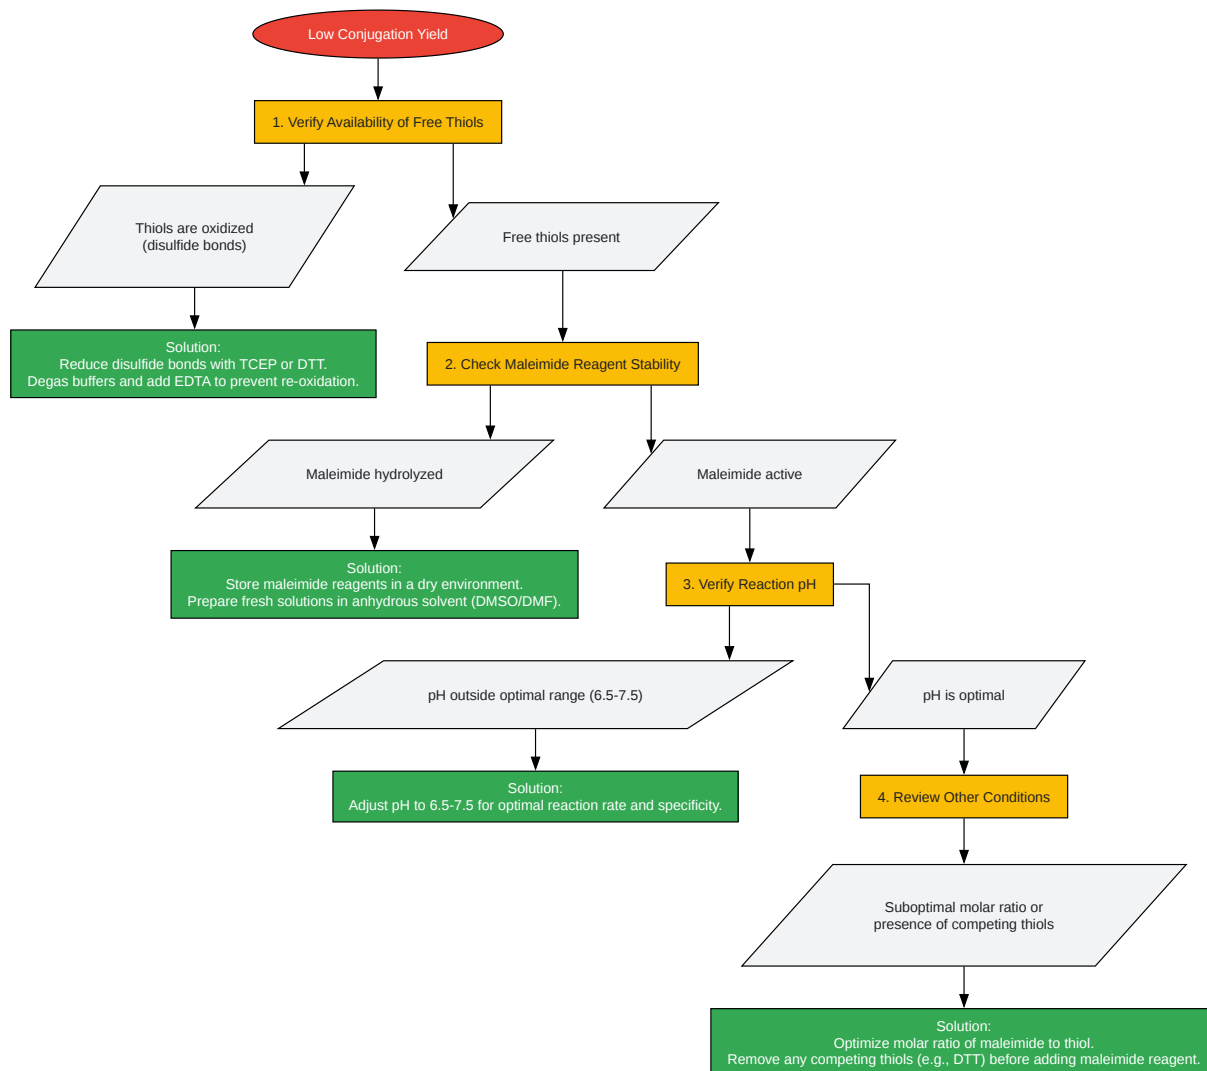 Low Conjugation Yield
1. Verify Availability of Free Thiols
Thiols are oxidized
(disulfide bonds)
Free thiols present
Solution:
Reduce disulfide bonds with TCEP or DTT.
Degas buffers and add EDTA to prevent re-oxidation.
2. Check Maleimide Reagent Stability
Maleimide hydrolyzed
Maleimide active
Solution:
Store maleimide reagents in a dry environment.
Prepare fresh solutions in anhydrous solvent (DMSO/DMF).
3. Verify Reaction pH
pH outside optimal range (6.5-7.5)
pH is optimal
Solution:
Adjust pH to 6.5-7.5 for optimal reaction rate and specificity.
4. Review Other Conditions
Suboptimal molar ratio or
presence of competing thiols
Solution:
Optimize molar ratio of maleimide to thiol.
Remove any competing thiols (e.g., DTT) before adding maleimide reagent.